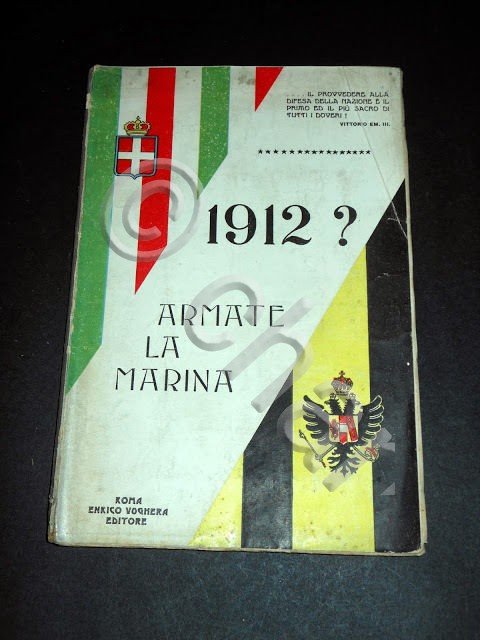 .... IL PROVVEDERE ALLA
DIFESA DELLA NAZIONE È IL
PRIMO ED IL PIÙ SACRO DI
TUTTI I DOVERI !
VITTORIO EM. III.
****************
1912 ?
ARMATE
LA
MARINA
ROMA
ENRICO VOGHERA
EDITORE
©